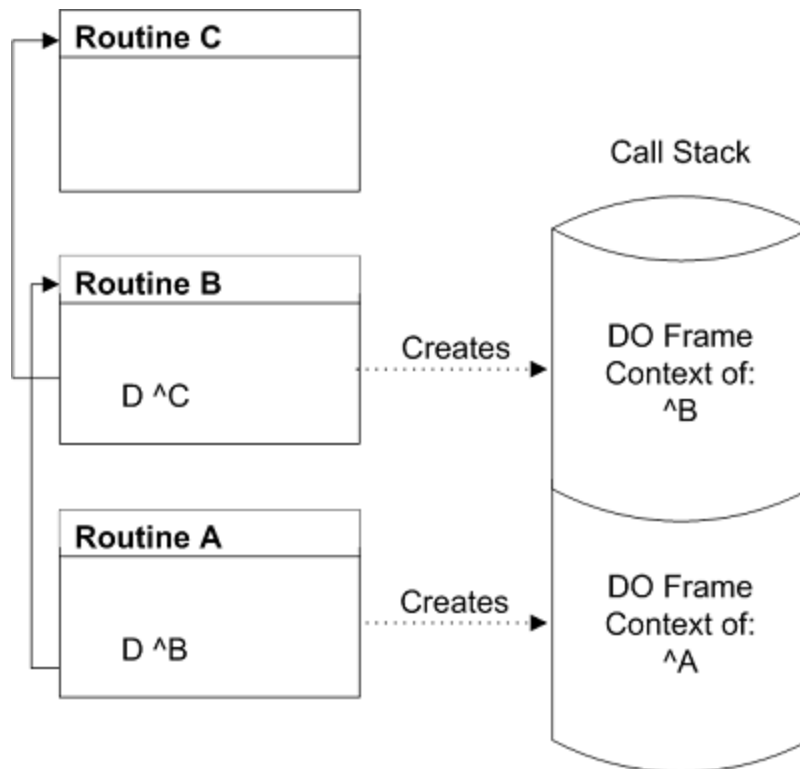 Routine C
Call Stack
Routine B
D ^C
Creates
DO Frame
Context of:
^B
Routine A
D ^B
Creates
DO Frame
Context of:
^A